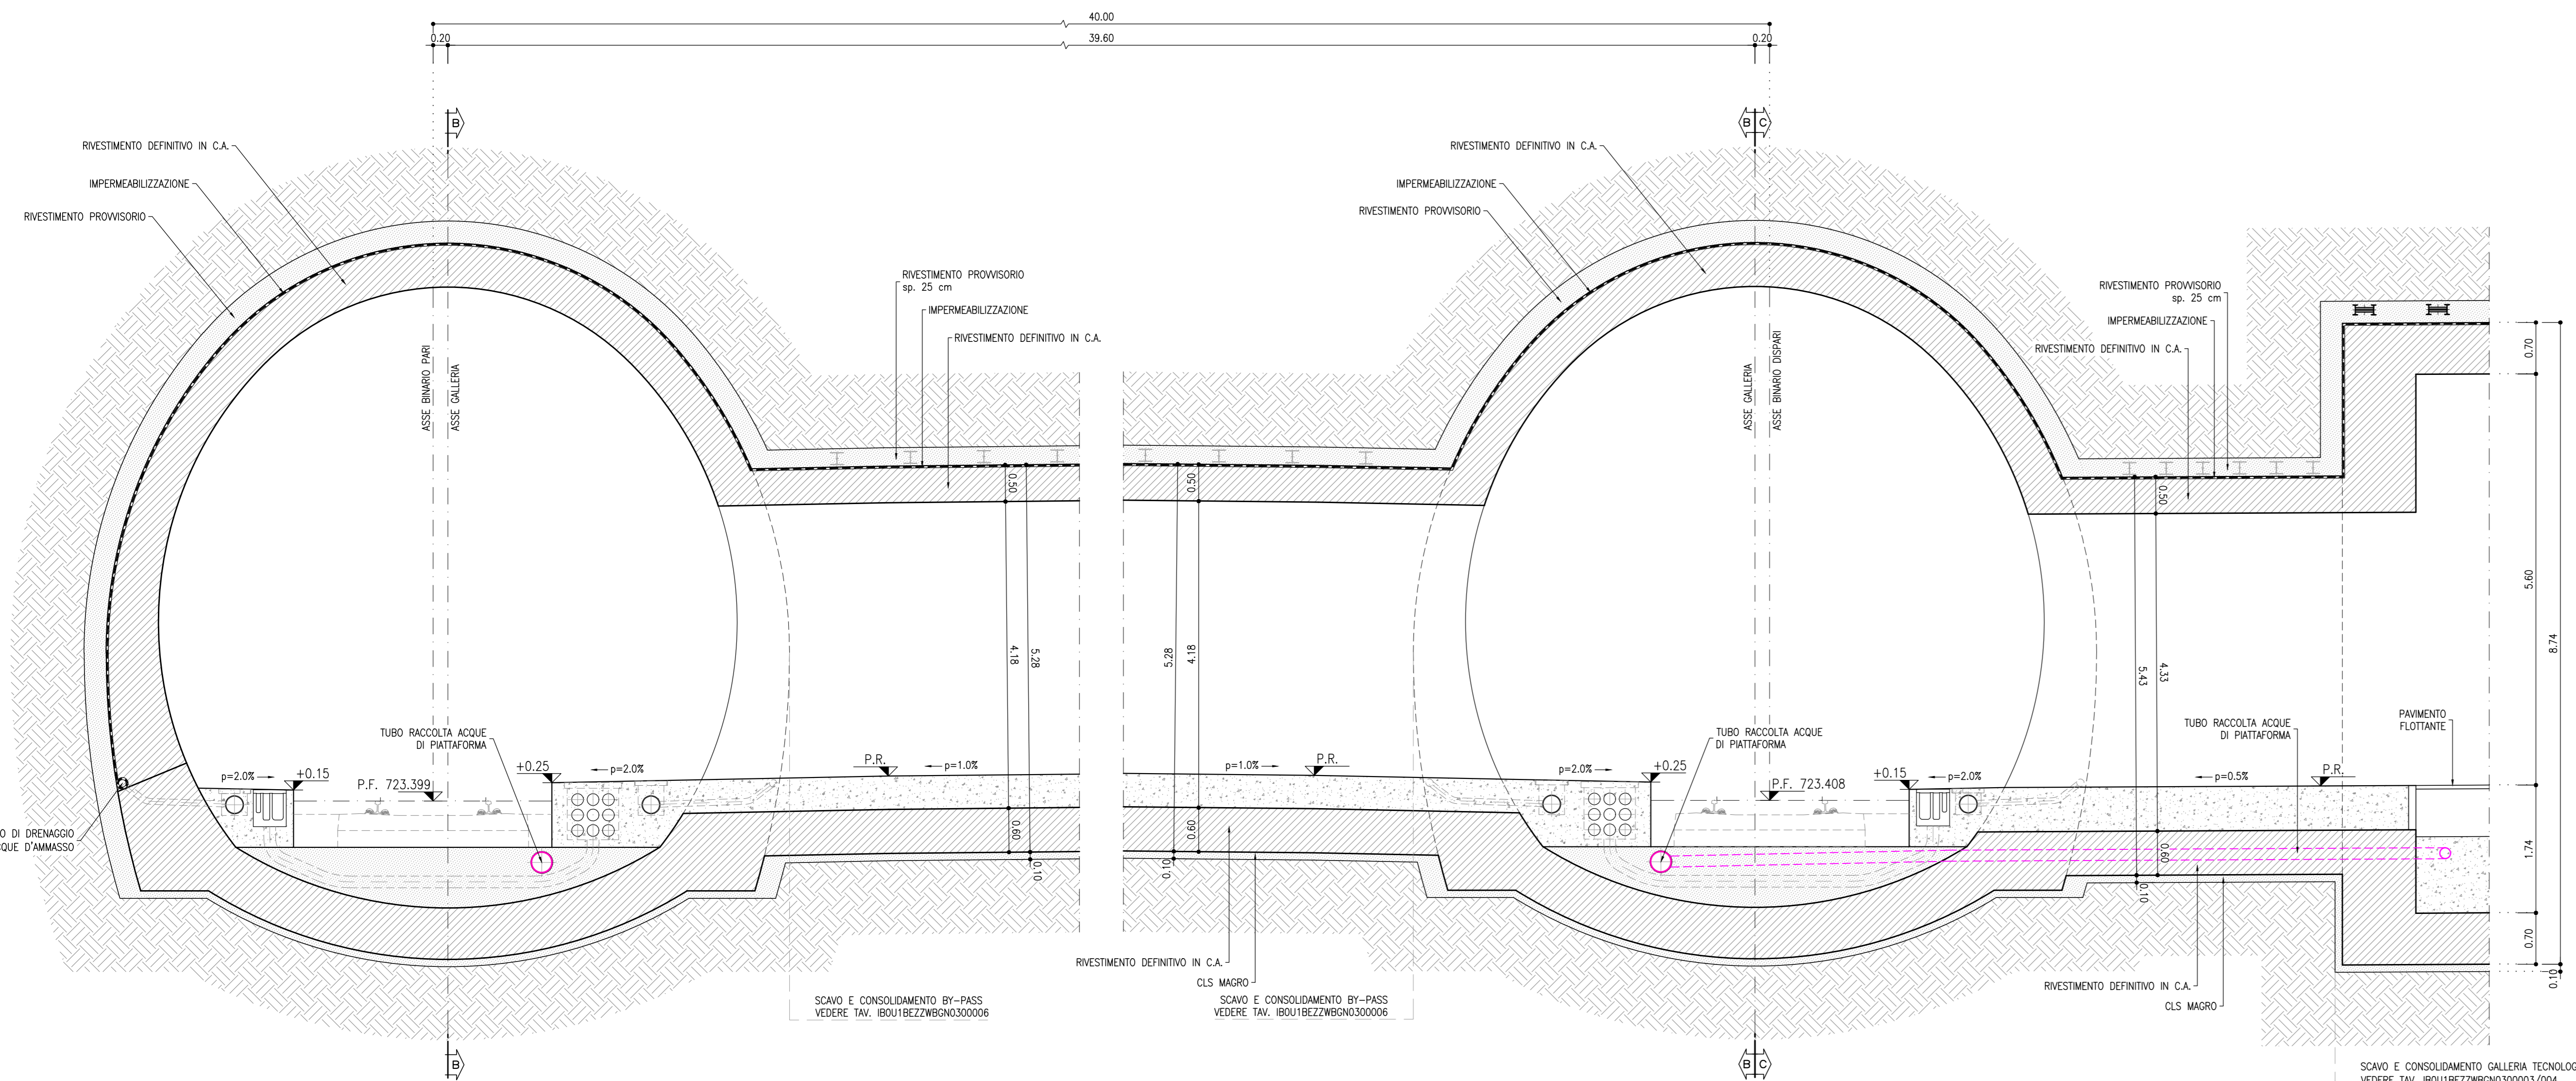 40.00
0.20
39.60
0.20
B
B C
RIVESTIMENTO DEFINITIVO IN C.A.
IMPERMEABILIZZAZIONE
RIVESTIMENTO PROVVISORIO
RIVESTIMENTO PROVVISORIO
sp. 25 cm
IMPERMEABILIZZAZIONE
RIVESTIMENTO DEFINITIVO IN C.A.
RIVESTIMENTO DEFINITIVO IN C.A.
IMPERMEABILIZZAZIONE
RIVESTIMENTO PROVVISORIO
RIVESTIMENTO PROVVISORIO
sp. 25 cm
IMPERMEABILIZZAZIONE
RIVESTIMENTO DEFINITIVO IN C.A.
ASSE BINARIO PARI
ASSE GALLERIA
ASSE GALLERIA
ASSE BINARIO DISPARI
0.50
4.18
5.28
0.60
0.10
0.50
5.28
4.18
0.60
0.10
0.50
5.43
4.33
0.60
0.10
0.70
5.60
8.74
1.74
0.70
0.10
TUBO RACCOLTA ACQUE
DI PIATTAFORMA
p=2.0%
+0.15
P.F. 723.399
+0.25
p=2.0%
P.R.
p=1.0%
p=1.0%
P.R.
p=2.0%
+0.25
TUBO RACCOLTA ACQUE
DI PIATTAFORMA
P.F. 723.408
+0.15
p=2.0%
p=0.5%
P.R.
TUBO RACCOLTA ACQUE
DI PIATTAFORMA
PAVIMENTO
FLOTTANTE
O DI DRENAGGIO
CQUE D'AMMASSO
RIVESTIMENTO DEFINITIVO IN C.A.
CLS MAGRO
SCAVO E CONSOLIDAMENTO BY-PASS
VEDERE TAV. IB0U1BEZZWBGN0300006
SCAVO E CONSOLIDAMENTO BY-PASS
VEDERE TAV. IB0U1BEZZWBGN0300006
RIVESTIMENTO DEFINITIVO IN C.A.
CLS MAGRO
B
B C
SCAVO E CONSOLIDAMENTO GALLERIA TECNOLOG
VEDERE TAV. IB0U1BEZZWBGN0300003/004